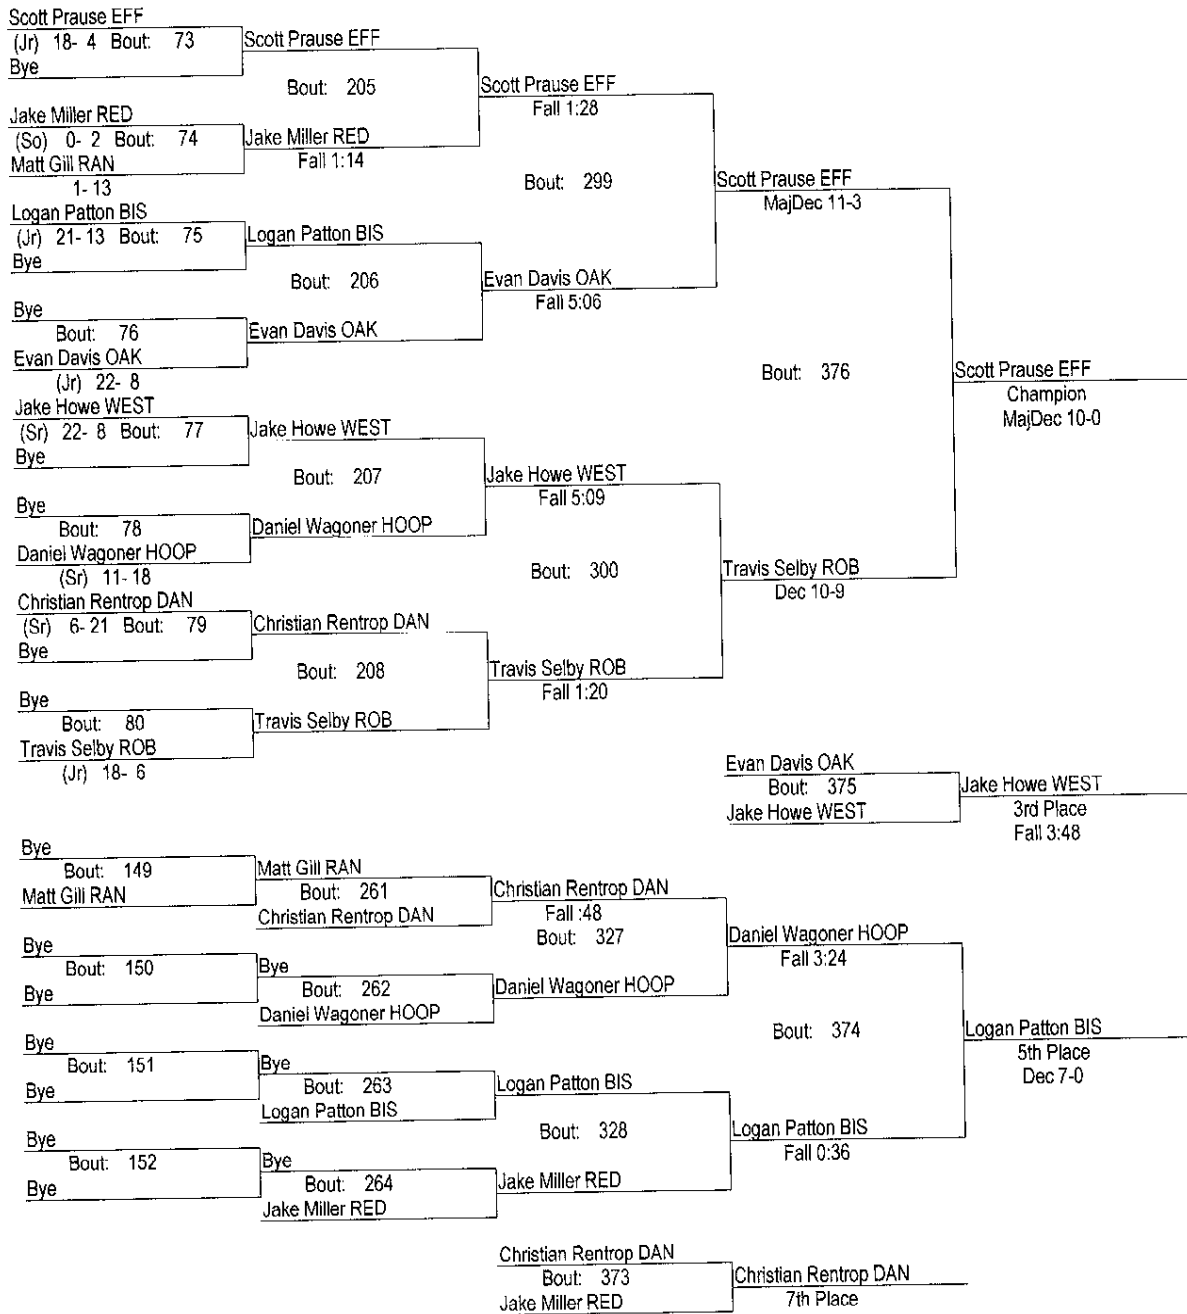 Scott Prause EFF
(Jr) 18- 4 Bout: 73
Bye
Scott Prause EFF
Bout: 205
Jake Miller RED
(So) 0- 2 Bout: 74
Matt Gill RAN
1- 13
Jake Miller RED
Fall 1:14
Scott Prause EFF
Fall 1:28
Bout: 299
Logan Patton BIS
(Jr) 21- 13 Bout: 75
Bye
Logan Patton BIS
Bout: 206
Bye
Bout: 76
Evan Davis OAK
(Jr) 22- 8
Evan Davis OAK
Evan Davis OAK
Fall 5:06
Scott Prause EFF
MajDec 11-3
Bout: 376
Scott Prause EFF
Champion
MajDec 10-0
Jake Howe WEST
(Sr) 22- 8 Bout: 77
Bye
Jake Howe WEST
Bout: 207
Bye
Bout: 78
Daniel Wagoner HOOP
(Sr) 11- 18
Daniel Wagoner HOOP
Jake Howe WEST
Fall 5:09
Bout: 300
Christian Rentrop DAN
(Sr) 6- 21 Bout: 79
Bye
Christian Rentrop DAN
Bout: 208
Bye
Bout: 80
Travis Selby ROB
(Jr) 18- 6
Travis Selby ROB
Travis Selby ROB
Fall 1:20
Travis Selby ROB
Dec 10-9
Evan Davis OAK
Bout: 375
Jake Howe WEST
Jake Howe WEST
3rd Place
Fall 3:48
Bye
Bout: 149
Matt Gill RAN
Matt Gill RAN
Bout: 261
Christian Rentrop DAN
Christian Rentrop DAN
Fall :48
Bout: 327
Bye
Bout: 150
Bye
Bye
Bout: 262
Daniel Wagoner HOOP
Daniel Wagoner HOOP
Daniel Wagoner HOOP
Fall 3:24
Bout: 374
Bye
Bout: 151
Bye
Bye
Bout: 263
Logan Patton BIS
Logan Patton BIS
Bout: 328
Bye
Bout: 152
Bye
Bye
Bout: 264
Jake Miller RED
Jake Miller RED
Logan Patton BIS
Fall 0:36
Logan Patton BIS
5th Place
Dec 7-0
Christian Rentrop DAN
Bout: 373
Jake Miller RED
Christian Rentrop DAN
7th Place